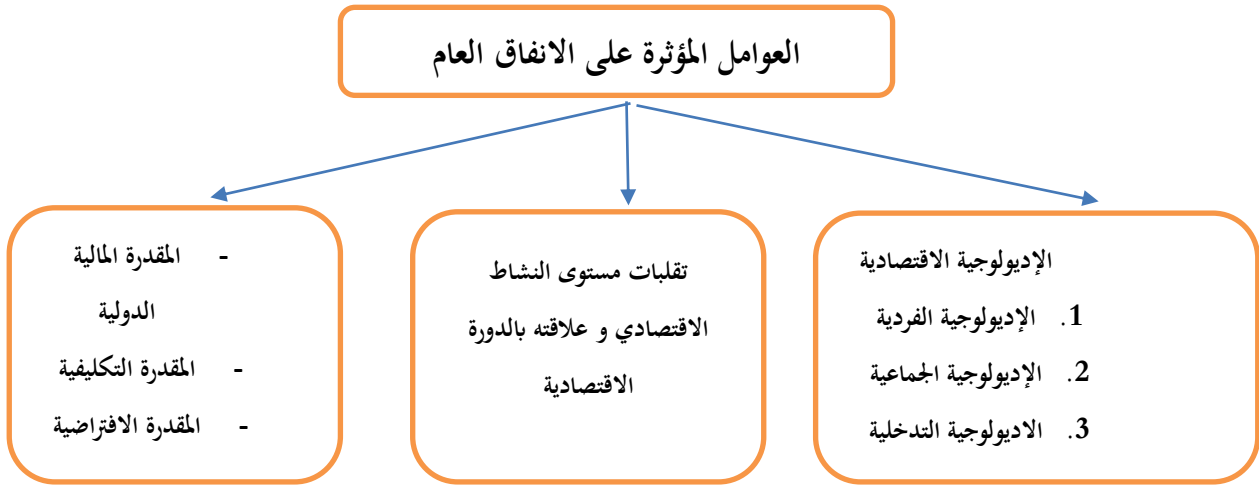 العوامل المؤثرة على الانفاق العام
الإديولوجية الاقتصادية
1. الإديولوجية الفردية
2. الإديولوجية الجماعية
3. الاديولوجية التدخلية
تقلبات مستوى النشاط
الاقتصادي و علاقته بالدورة
الاقتصادية
- المقدرة المالية
الدولية
- المقدرة التكليفية
- المقدرة الافتراضية